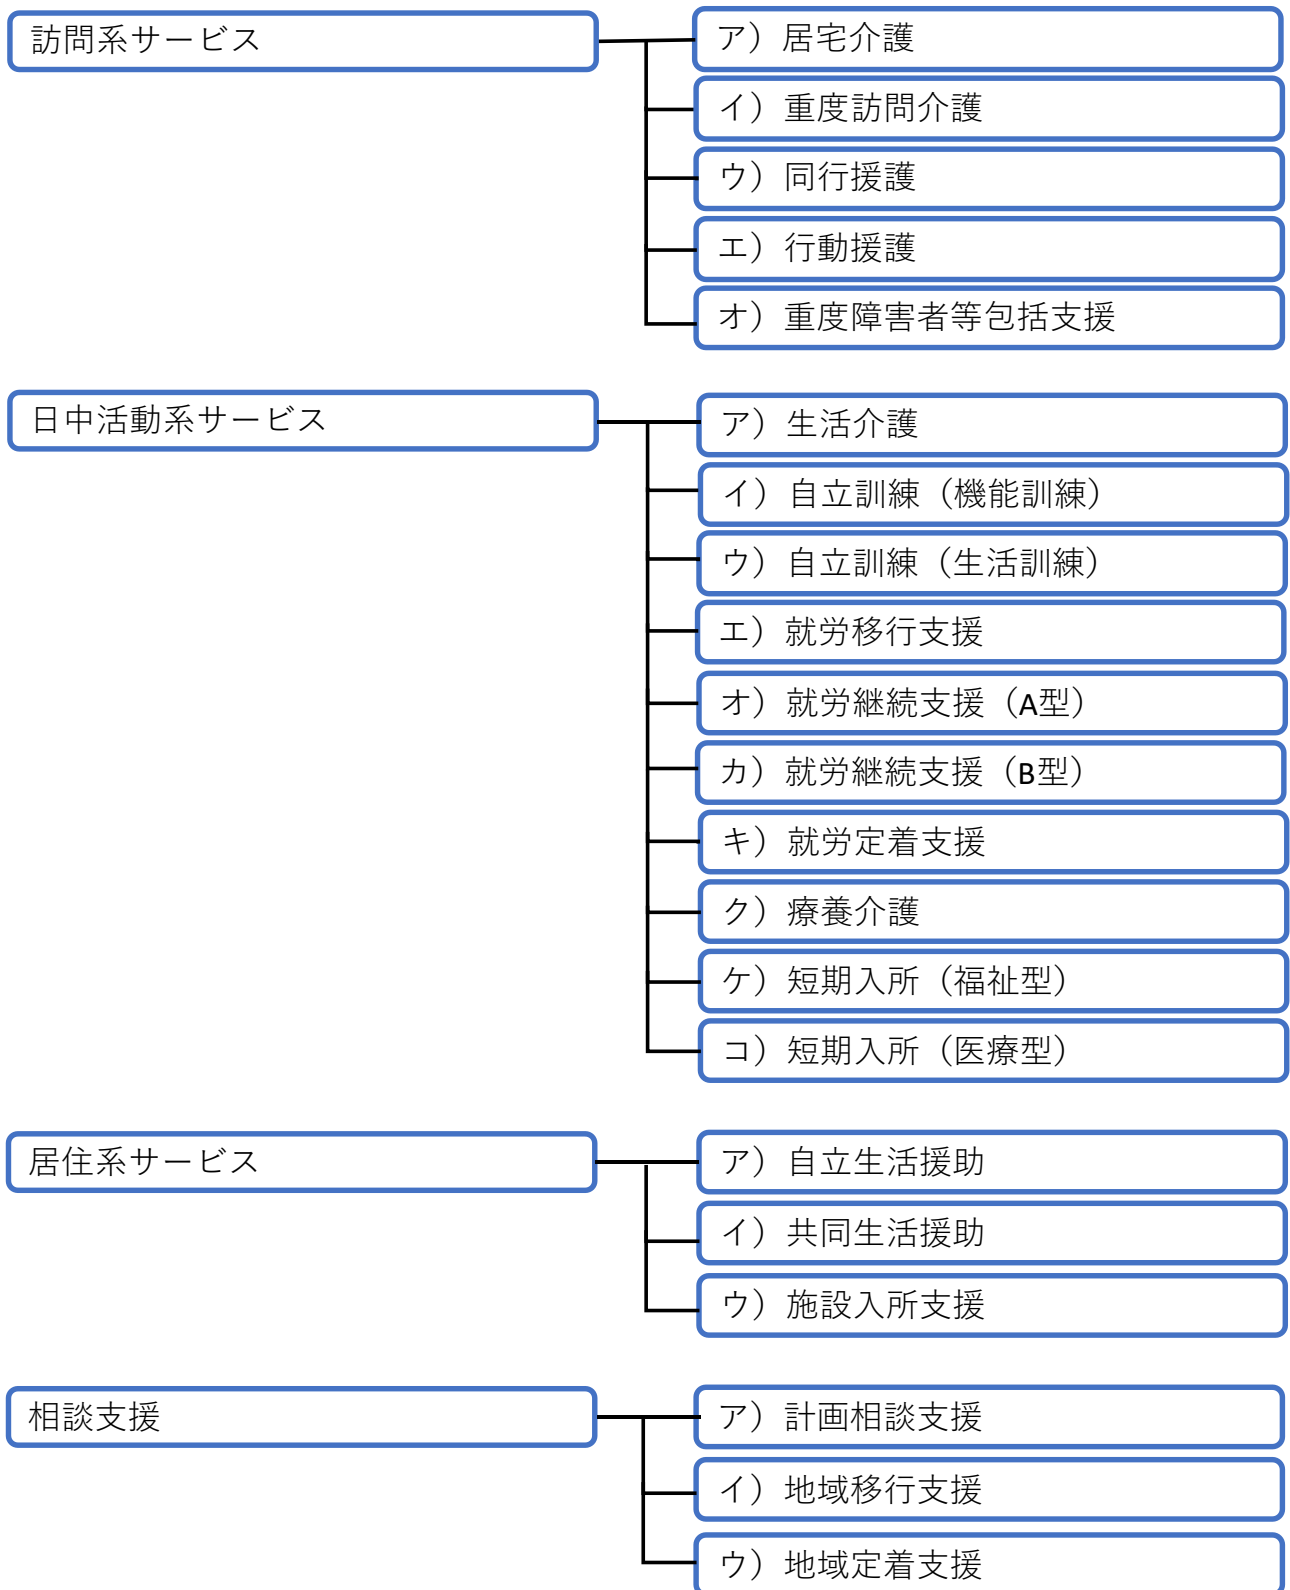 訪問系サービス
ア）居宅介護
イ）重度訪問介護
ウ）同行援護
エ）行動援護
オ）重度障害者等包括支援
日中活動系サービス
ア）生活介護
イ）自立訓練（機能訓練）
ウ）自立訓練（生活訓練）
エ）就労移行支援
オ）就労継続支援（A型）
カ）就労継続支援（B型）
キ）就労定着支援
ク）療養介護
ケ）短期入所（福祉型）
コ）短期入所（医療型）
居住系サービス
ア）自立生活援助
イ）共同生活援助
ウ）施設入所支援
相談支援
ア）計画相談支援
イ）地域移行支援
ウ）地域定着支援